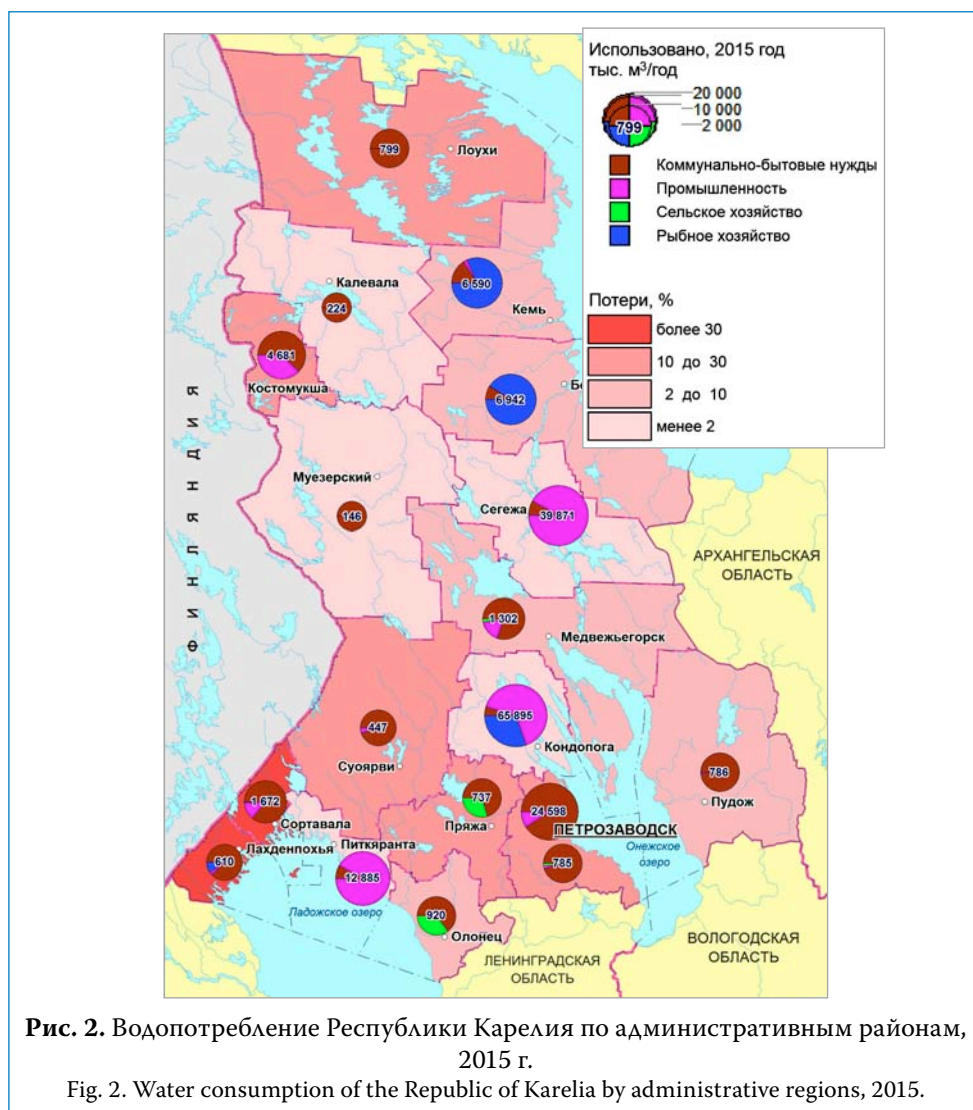 Использовано, 2015 год
тыс. м³/год
20 000
10 000
2 000
799
Коммунально-бытовые нужды
Промышленность
Сельское хозяйство
Рыбное хозяйство
Потери, %
более 30
10 до 30
2 до 10
менее 2
799
Лоухи
Калевала
224
6 590
Кемь
4 681
Костомукша
6 942
Бе
ФИНЛЯНДИЯ
Муезерский
146
Сегежа
39 871
АРХАНГЕЛЬСКАЯ
ОБЛАСТЬ
1 302
Медвежьегорск
65 895
Кондопога
447
Суоярви
786
Пудож
737
Пряжа
24 598
ПЕТРОЗАВОДСК
Онежское
озеро
785
1 672
Сортавала
Лахденпохья
Питкяранта
610
12 885
Ладожское озеро
920
Олонец
ЛЕНИНГРАДСКАЯ
ОБЛАСТЬ
ВОЛОГОДСКАЯ
ОБЛАСТЬ
Рис. 2. Водопотребление Республики Карелия по административным районам,
2015 г.
Fig. 2. Water consumption of the Republic of Karelia by administrative regions, 2015.